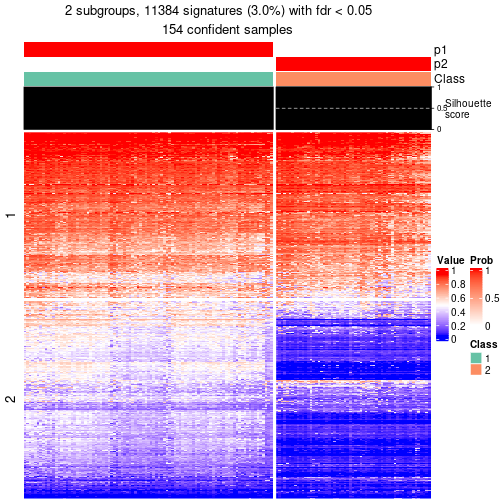 2 subgroups, 11384 signatures (3.0%) with fdr < 0.05
154 confident samples
p1
p2
Class
1
0.5
0
Silhouette
score
1
2
Value
1
0.8
0.6
0.4
0.2
0
Prob
1
0.5
0
Class
1
2